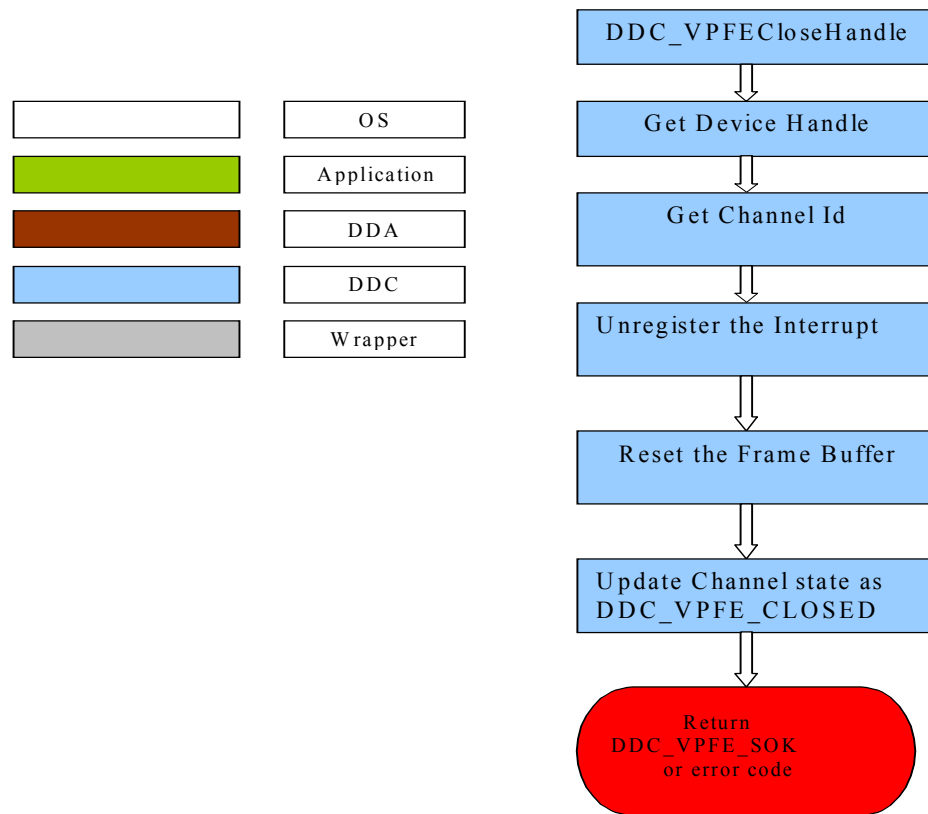 DDC_VPFECloseHandle
Get Device Handle
Get Channel Id
Unregister the Interrupt
Reset the Frame Buffer
Update Channel state as
DDC_VPFE_CLOSED
Return
DDC_VPFE_SOK
or error code
OS
Application
DDA
DDC
Wrapper